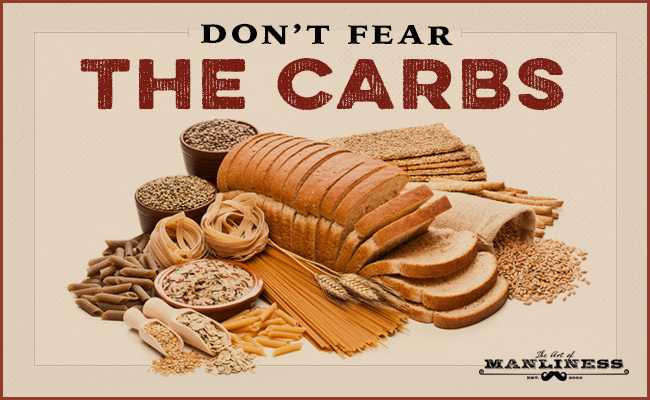 DON'T FEAR
THE CARBS
The Art of
MANLINESS
EST. 2008